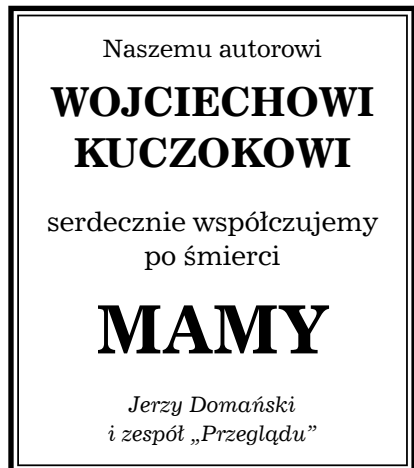 Naszemu autorowi
WOJCIECHOWI
KUCZOKOWI
serdecznie współczujemy
po śmierci
MAMY
Jerzy Domański
i zespół „Przeglądu”